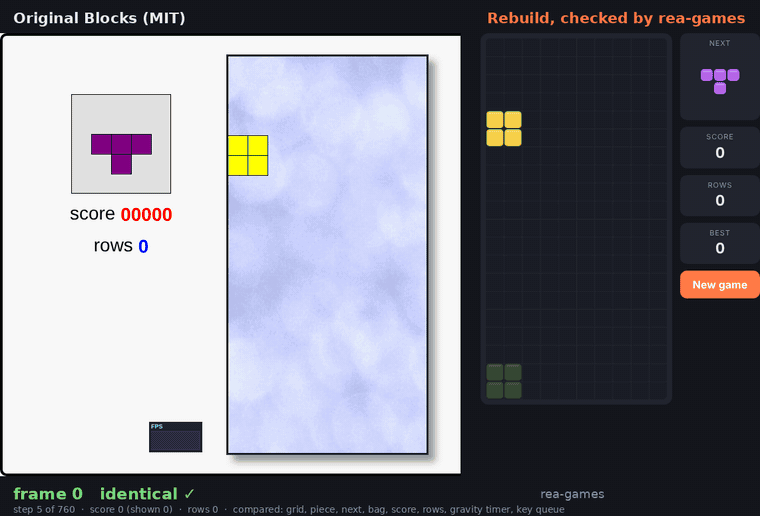 Original Blocks (MIT)
Rebuild, checked by rea-games
score 00000
rows 0
FPS
NEXT
SCORE
0
ROWS
0
BEST
0
New game
frame 0 identical ✓
rea-games
step 5 of 760 · score 0 (shown 0) · rows 0 · compared: grid, piece, next, bag, score, rows, gravity timer, key queue